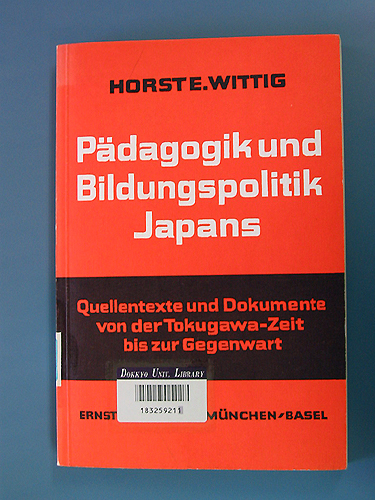 HORST E. WITTIG
Pädagogik und
Bildungspolitik
Japans
Quellentexte und Dokumente
von der Tokugawa-Zeit
bis zur Gegenwart
DOKKYO UNIV. LIBRARY
183259211
ERNST MÜNCHEN/BASEL